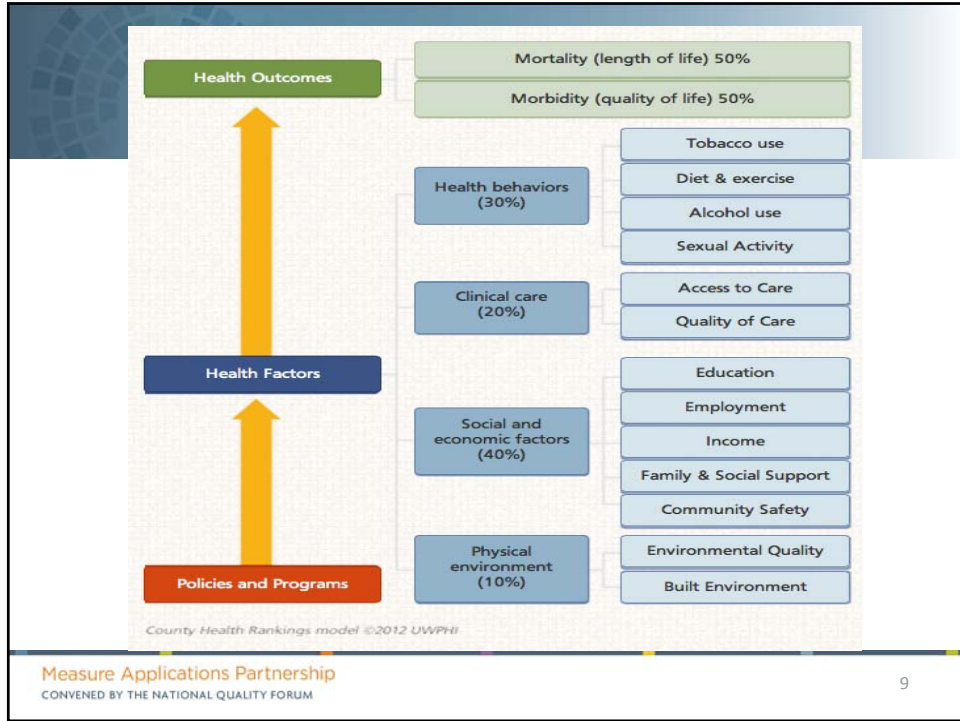 Health Outcomes
Mortality (length of life) 50%
Morbidity (quality of life) 50%
Health Factors
Health behaviors
(30%)
Tobacco use
Diet & exercise
Alcohol use
Sexual Activity
Clinical care
(20%)
Access to Care
Quality of Care
Social and
economic factors
(40%)
Education
Employment
Income
Family & Social Support
Community Safety
Physical
environment
(10%)
Environmental Quality
Built Environment
Policies and Programs
County Health Rankings model ©2012 UWPHI
Measure Applications Partnership
CONVENED BY THE NATIONAL QUALITY FORUM
9